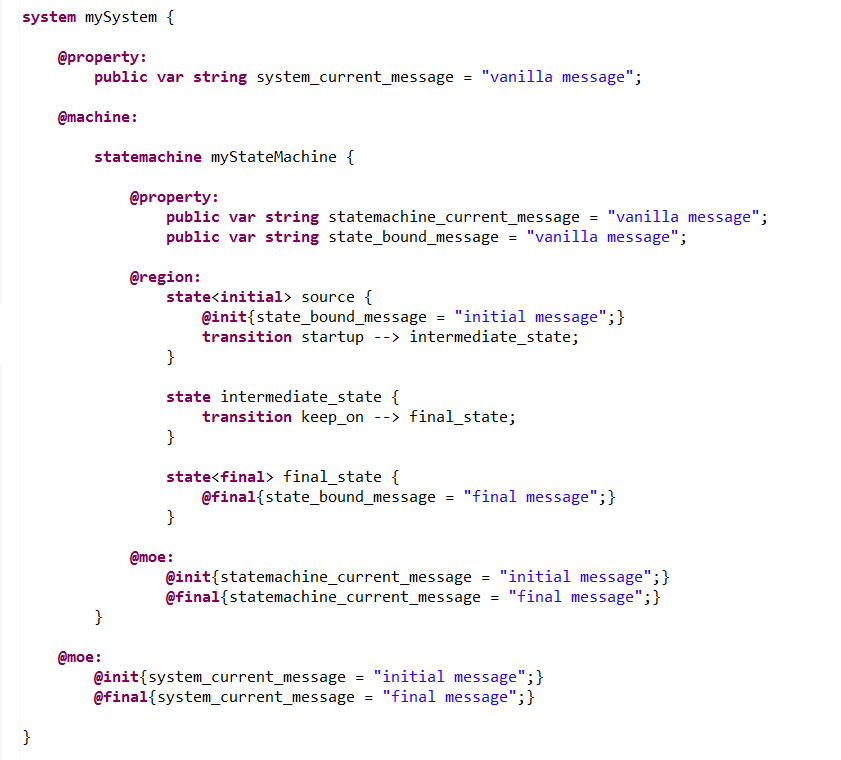 system mySystem {
@property:
public var string system_current_message = "vanilla message";
@machine:
statemachine myStateMachine {
@property:
public var string statemachine_current_message = "vanilla message";
public var string state_bound_message = "vanilla message";
@region:
state<initial> source {
@init{state_bound_message = "initial message";}
transition startup --> intermediate_state;
}
state intermediate_state {
transition keep_on --> final_state;
}
state<final> final_state {
@final{state_bound_message = "final message";}
}
@moe:
@init{statemachine_current_message = "initial message";}
@final{statemachine_current_message = "final message";}
}
@moe:
@init{system_current_message = "initial message";}
@final{system_current_message = "final message";}
}